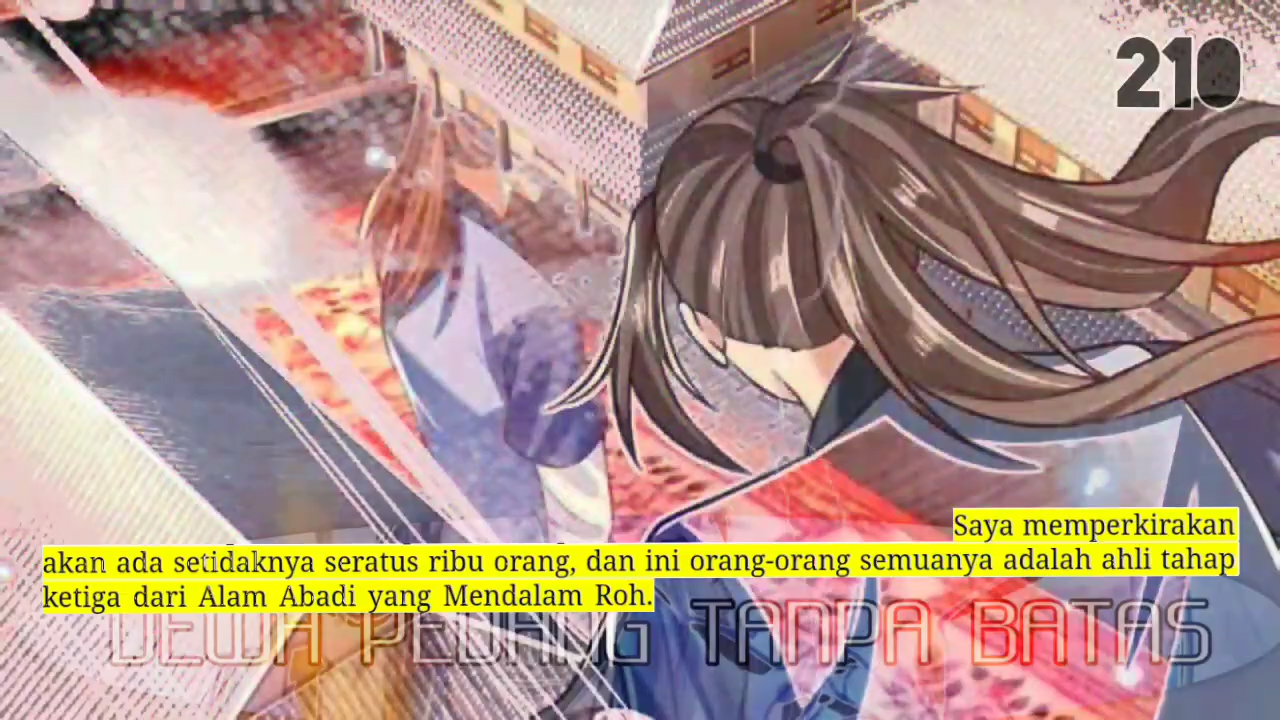 210
Saya memperkirakan
akan ada setidaknya seratus ribu orang, dan ini orang-orang semuanya adalah ahli tahap
ketiga dari Alam Abadi yang Mendalam Roh.
DEWA PEDANG TANPA BATAS